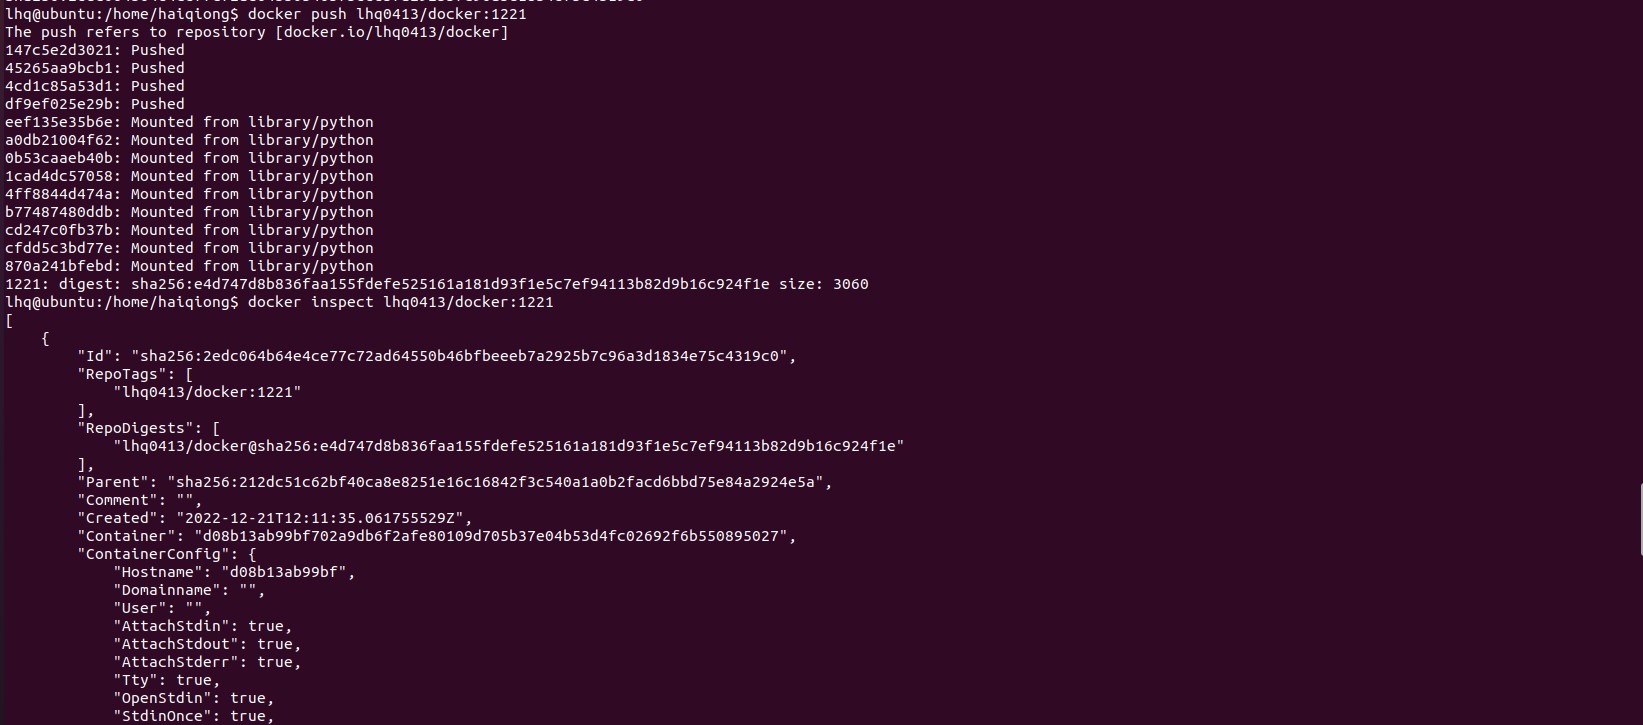 lhq@ubuntu:/home/haiqiong$ docker push lhq0413/docker:1221
The push refers to repository [docker.io/lhq0413/docker]
147c5e2d3021: Pushed
45265aa9bcb1: Pushed
4cd1c85a53d1: Pushed
df9ef025e29b: Pushed
eef135e35b6e: Mounted from library/python
a0db21004f62: Mounted from library/python
0b53caaeb40b: Mounted from library/python
1cad4dc57058: Mounted from library/python
4ff8844d474a: Mounted from library/python
b77487480ddb: Mounted from library/python
cd247c0fb37b: Mounted from library/python
cfdd5c3bd77e: Mounted from library/python
870a241bfebd: Mounted from library/python
1221: digest: sha256:e4d747d8b836faa155fdefe525161a181d93f1e5c7ef94113b82d9b16c924f1e size: 3060
lhq@ubuntu:/home/haiqiong$ docker inspect lhq0413/docker:1221
[
    {
        "Id": "sha256:2edc064b64e4ce77c72ad64550b46bfbeeeb7a2925b7c96a3d1834e75c4319c0",
        "RepoTags": [
            "lhq0413/docker:1221"
        ],
        "RepoDigests": [
            "lhq0413/docker@sha256:e4d747d8b836faa155fdefe525161a181d93f1e5c7ef94113b82d9b16c924f1e"
        ],
        "Parent": "sha256:212dc51c62bf40ca8e8251e16c16842f3c540a1a0b2facd6bbd75e84a2924e5a",
        "Comment": "",
        "Created": "2022-12-21T12:11:35.061755529Z",
        "Container": "d08b13ab99bf702a9db6f2afe80109d705b37e04b53d4fc02692f6b550895027",
        "ContainerConfig": {
            "Hostname": "d08b13ab99bf",
            "Domainname": "",
            "User": "",
            "AttachStdin": true,
            "AttachStdout": true,
            "AttachStderr": true,
            "Tty": true,
            "OpenStdin": true,
            "StdinOnce": true,